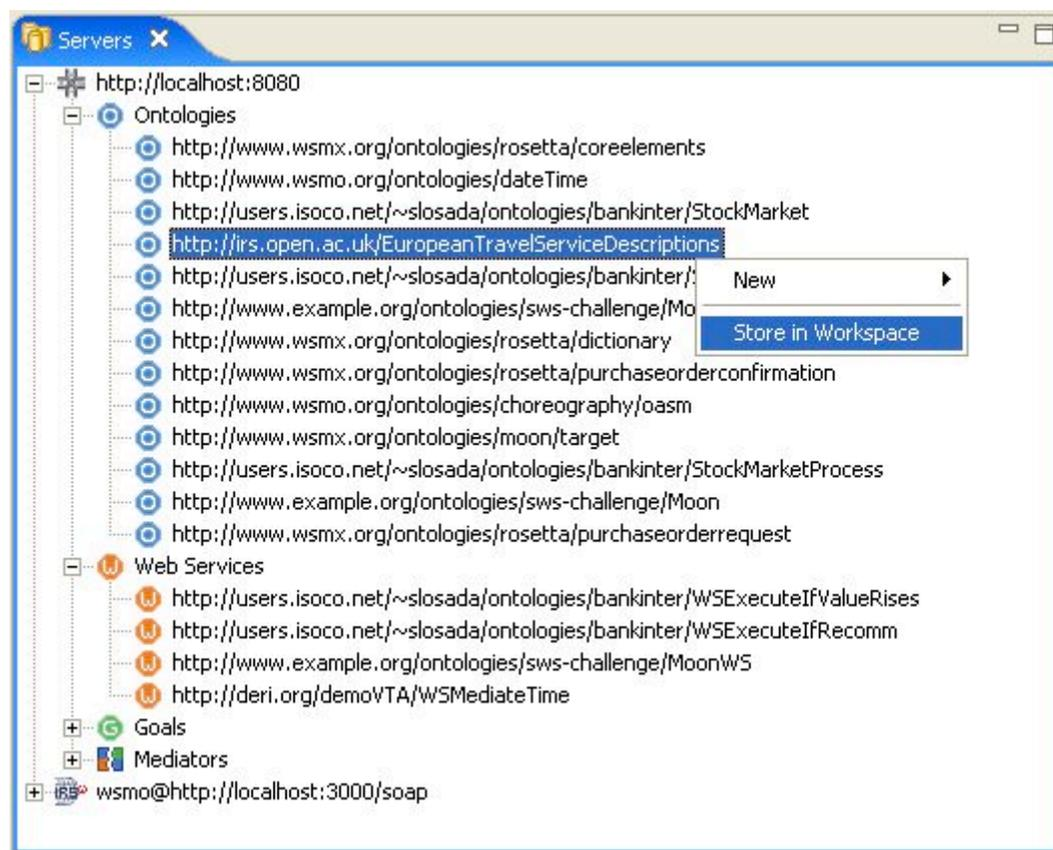 Servers
http://localhost:8080
Ontologies
http://www.wsmx.org/ontologies/rosetta/coreelements
http://www.wsmo.org/ontologies/dateTime
http://users.isoco.net/~slosada/ontologies/bankinter/StockMarket
http://irs.open.ac.uk/EuropeanTravelServiceDescriptions
http://users.isoco.net/~slosada/ontologies/bankinter/
New
http://www.example.org/ontologies/sws-challenge/Mo
http://www.wsmx.org/ontologies/rosetta/dictionary
Store in Workspace
http://www.wsmx.org/ontologies/rosetta/purchaseorderconfirmation
http://www.wsmo.org/ontologies/choreography/oasm
http://www.wsmx.org/ontologies/moon/target
http://users.isoco.net/~slosada/ontologies/bankinter/StockMarketProcess
http://www.example.org/ontologies/sws-challenge/Moon
http://www.wsmx.org/ontologies/rosetta/purchaseorderrequest
Web Services
http://users.isoco.net/~slosada/ontologies/bankinter/WSExecuteIfValueRises
http://users.isoco.net/~slosada/ontologies/bankinter/WSExecuteIfRecomm
http://www.example.org/ontologies/sws-challenge/MoonWS
http://deri.org/demoVTA/WSMediateTime
Goals
Mediators
wsmo@http://localhost:3000/soap